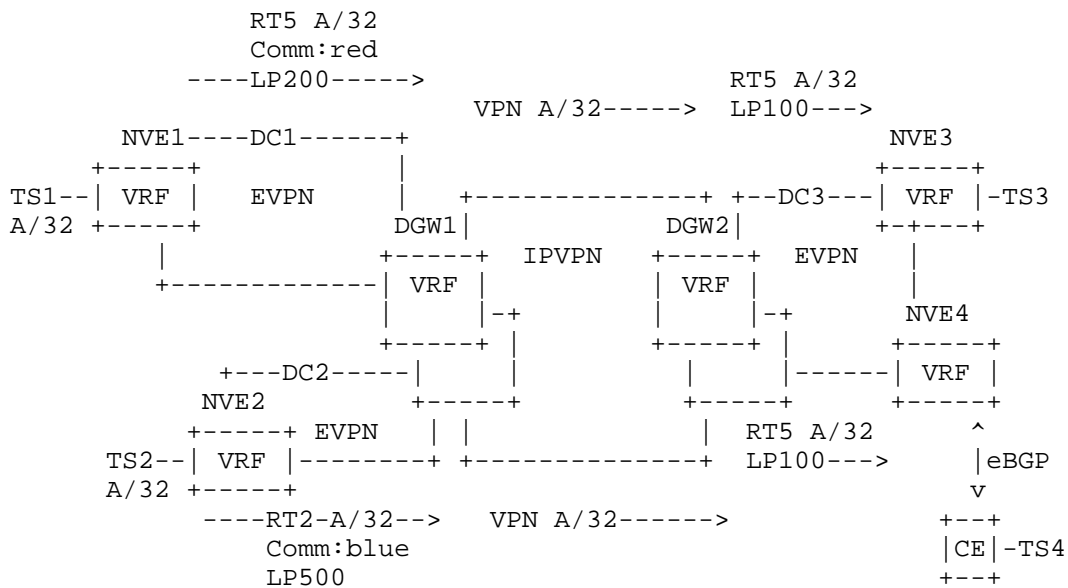 RT5 A/32
Comm:red
----LP200-----> RT5 A/32
VPN A/32-----> LP100--->
NVE1----DC1------+ NVE3
TS1--| VRF | EVPN +---DC3---| VRF |-TS3
A/32 DGW1 DGW2
IPVPN EVPN
VRF VRF
NVE4
+---DC2-----| |------| VRF |
NVE2
EVPN RT5 A/32 ^
TS2--| VRF |--------+ LP100---> |eBGP
A/32 v
----RT2-A/32--> VPN A/32------>
Comm:blue |CE|-TS4
LP500